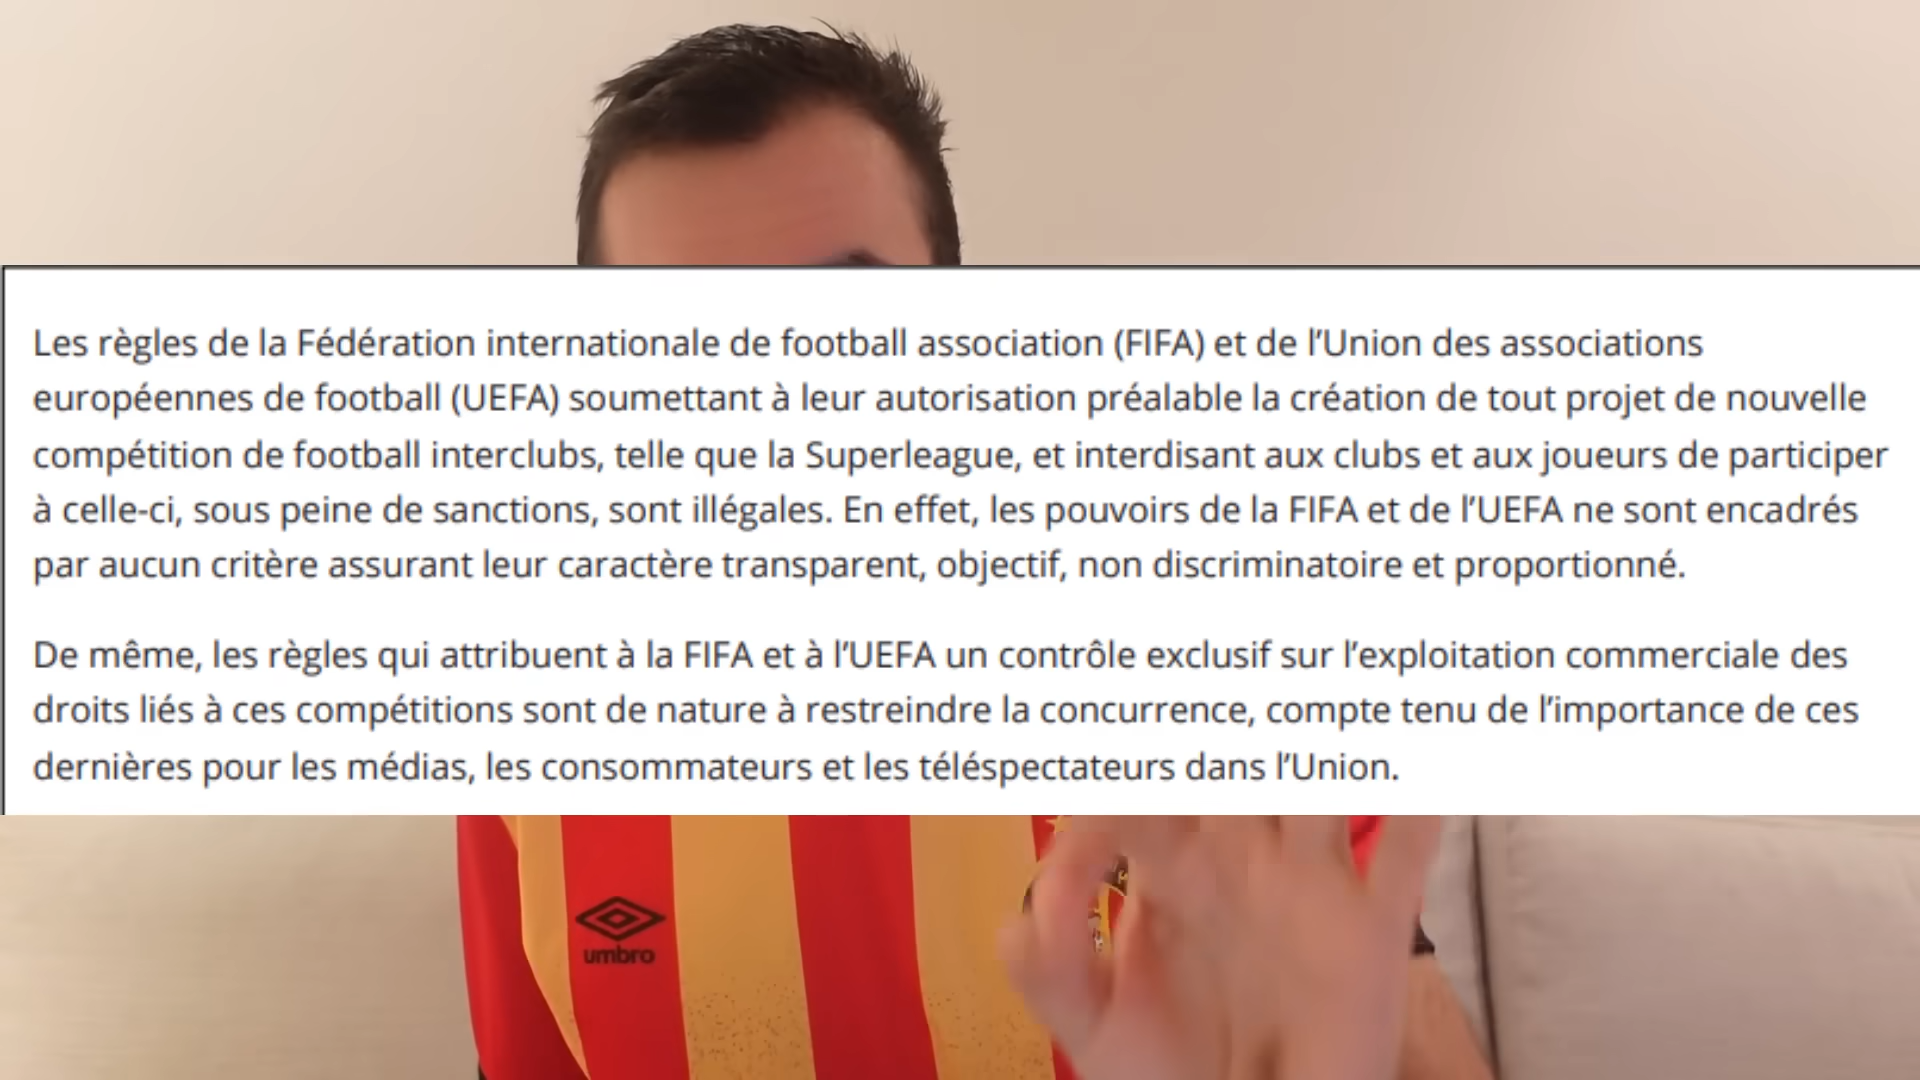 Les règles de la Fédération internationale de football association (FIFA) et de l’Union des associations
européennes de football (UEFA) soumettant à leur autorisation préalable la création de tout projet de nouvelle
compétition de football interclubs, telle que la Superleague, et interdisant aux clubs et aux joueurs de participer
à celle-ci, sous peine de sanctions, sont illégales. En effet, les pouvoirs de la FIFA et de l’UEFA ne sont encadrés
par aucun critère assurant leur caractère transparent, objectif, non discriminatoire et proportionné.
De même, les règles qui attribuent à la FIFA et à l’UEFA un contrôle exclusif sur l’exploitation commerciale des
droits liés à ces compétitions sont de nature à restreindre la concurrence, compte tenu de l’importance de ces
dernières pour les médias, les consommateurs et les téléspectateurs dans l’Union.
umbro